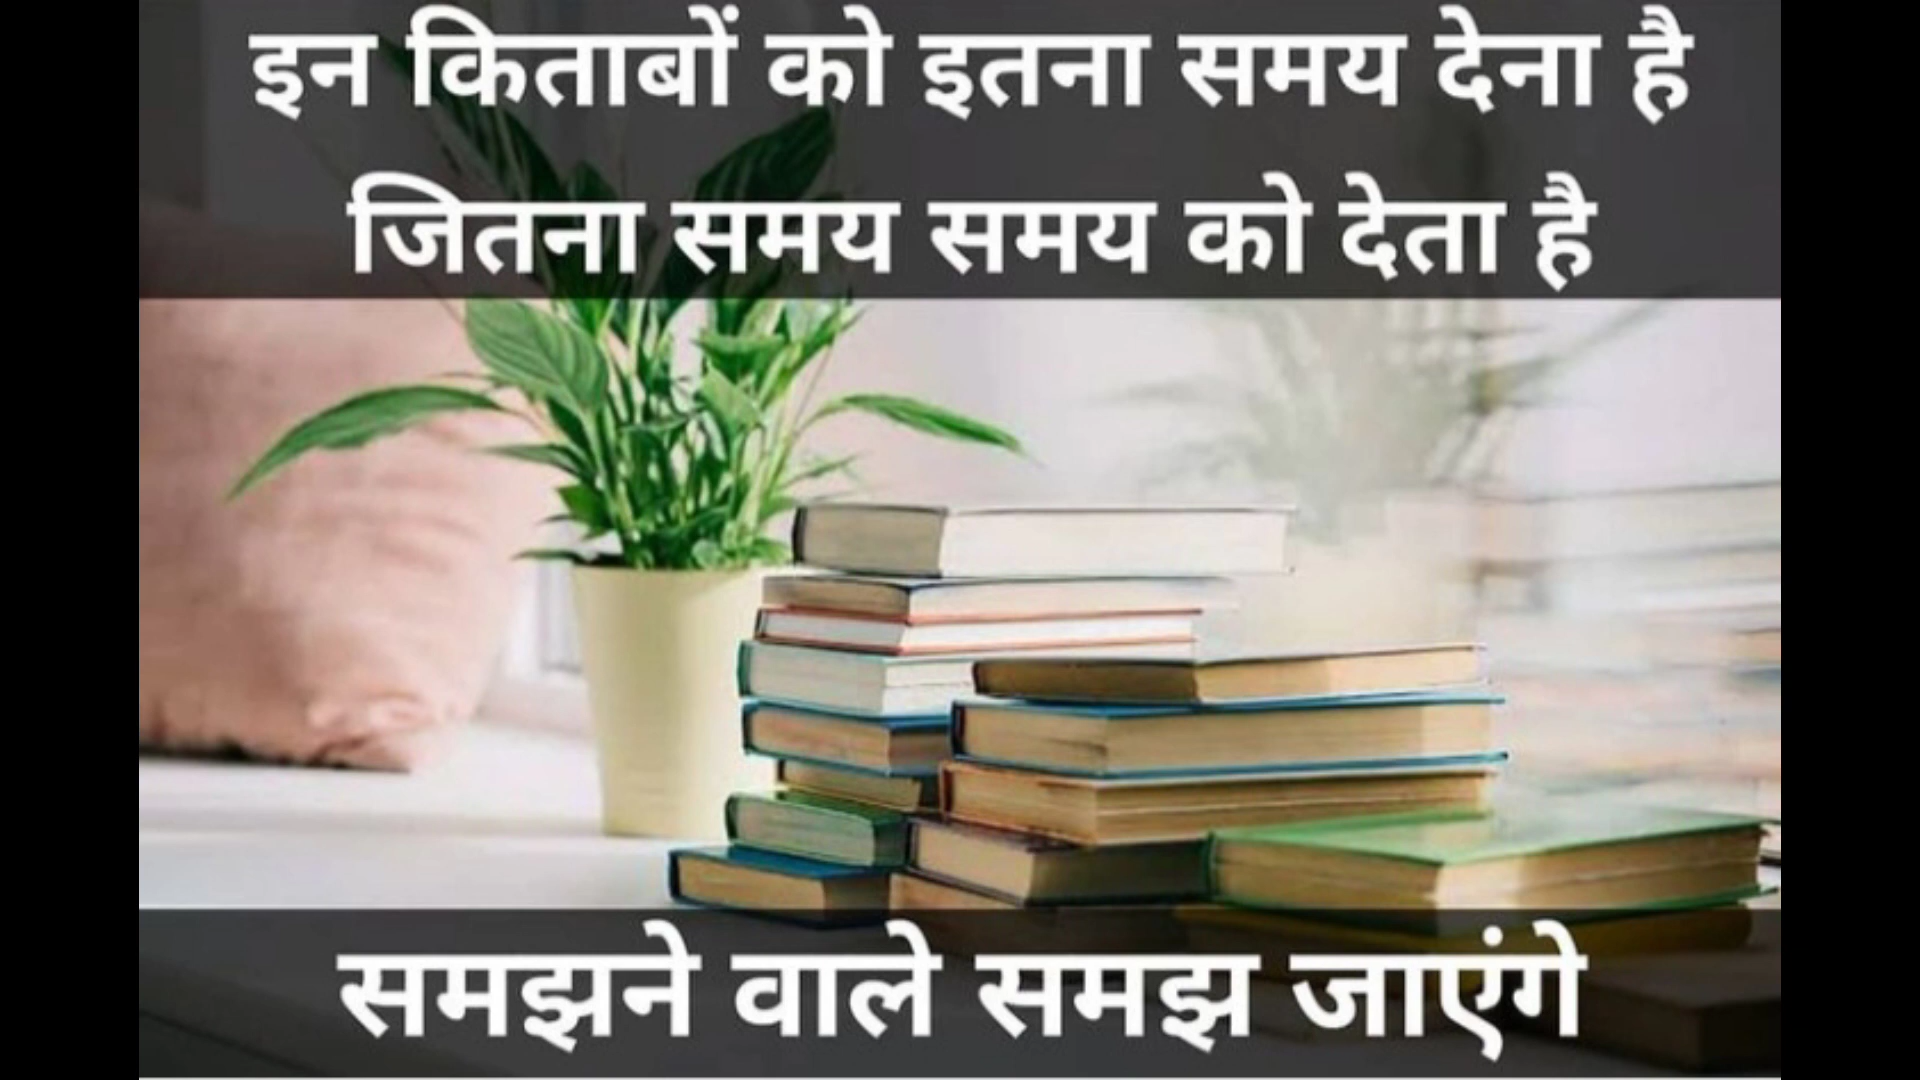 इन किताबों को इतना समय देना है
जितना समय समय को देता है
समझने वाले समझ जाएंगे